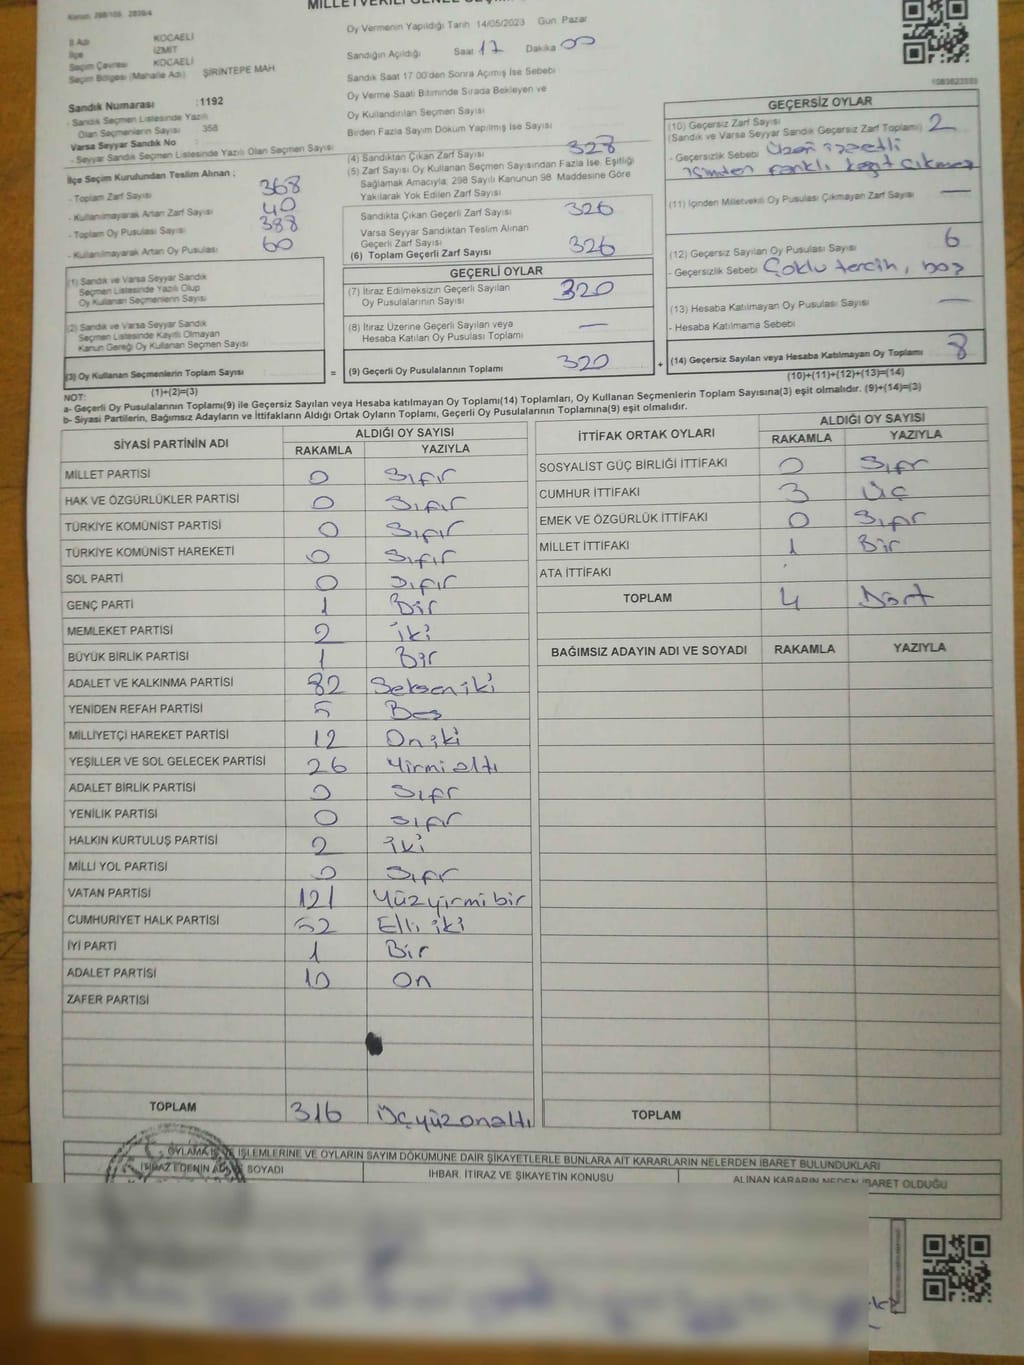 MİLLETVEKİLİ GENEL
Oy Vermenin Yapıldığı Tarih 14/05/2023 Gün Pazar
İl Adı KOCAELİ
İlçe İZMİT
Seçim Çevresi KOCAELİ
Seçim Bölgesi (Mahalle Adı) ŞİRİNTEPE MAH
Sandık Numarası :1192
- Sandık Seçmen Listesinde Yazılı
Olan Seçmenlerin Sayısı 358
Varsa Seyyar Sandık No
- Seyyar Sandık Seçmen Listesinde Yazılı Olan Seçmen Sayısı
İlçe Seçim Kurulundan Teslim Alınan ;
- Toplam Zarf Sayısı 368
- Kullanılmayarak Artan Zarf Sayısı 40
- Toplam Oy Pusulası Sayısı 388
- Kullanılmayarak Artan Oy Pusulası 60
Sandığın Açıldığı Saat 17 Dakika 00
Sandık Saat 17 00'den Sonra Açımış İse Sebebi
Oy Verme Saati Bitiminde Sırada Bekleyen ve
Oy Kullandırılan Seçmen Sayısı
Birden Fazla Sayım Döküm Yapılmış İse Sayısı
(4) Sandıktan Çıkan Zarf Sayısı 328
(5) Zarf Sayısı Oy Kullanan Seçmen Sayısından Fazla İse, Eşitliği
Sağlamak Amacıyla; 298 Sayılı Kanunun 98. Maddesine Göre
Yakılarak Yok Edilen Zarf Sayısı
Sandıkta Çıkan Geçerli Zarf Sayısı 326
Varsa Seyyar Sandıktan Teslim Alınan
Geçerli Zarf Sayısı
(6) Toplam Geçerli Zarf Sayısı 326
GEÇERSİZ OYLAR
(10) Geçersiz Zarf Sayısı
(Sandık ve Varsa Seyyar Sandık Geçersiz Zarf Toplamı) 2
- Geçersizlik Sebebi Üzeri işaretli
içinden farklı kağıt çıkması
(11) İçinden Milletvekili Oy Pusulası Çıkmayan Zarf Sayısı —
(12) Geçersiz Sayılan Oy Pusulası Sayısı 6
- Geçersizlik Sebebi Çoklu tercih, boş
(13) Hesaba Katılmayan Oy Pusulası Sayısı —
- Hesaba Katılmama Sebebi
(1) Sandık ve Varsa Seyyar Sandık
Seçmen Listesinde Yazılı Olup
Oy Kullanan Seçmenlerin Sayısı
(2) Sandık ve Varsa Seyyar Sandık
Seçmen Listesinde Kayıtlı Olmayan
Kanun Gereği Oy Kullanan Seçmen Sayısı
(3) Oy Kullanan Seçmenlerin Toplam Sayısı =
(1)+(2)=(3)
GEÇERLİ OYLAR
(7) İtiraz Edilmeksizin Geçerli Sayılan
Oy Pusulalarının Sayısı 320
(8) İtiraz Üzerine Geçerli Sayılan veya
Hesaba Katılan Oy Pusulası Toplamı —
(9) Geçerli Oy Pusulalarının Toplamı 320 +
(14) Geçersiz Sayılan veya Hesaba Katılmayan Oy Toplamı 8
(10)+(11)+(12)+(13)=(14)
NOT:
a- Geçerli Oy Pusulalarının Toplamı(9) ile Geçersiz Sayılan veya Hesaba katılmayan Oy Toplamı(14) Toplamları, Oy Kullanan Seçmenlerin Toplam Sayısına(3) eşit olmalıdır. (9)+(14)=(3)
b- Siyasi Partilerin, Bağımsız Adayların ve İttifakların Aldığı Ortak Oyların Toplamı, Geçerli Oy Pusulalarının Toplamına(9) eşit olmalıdır.
SİYASİ PARTİNİN ADI ALDIĞI OY SAYISI
RAKAMLA YAZIYLA
MİLLET PARTİSİ 0 Sıfır
HAK VE ÖZGÜRLÜKLER PARTİSİ 0 Sıfır
TÜRKİYE KOMÜNİST PARTİSİ 0 Sıfır
TÜRKİYE KOMÜNİST HAREKETİ 0 Sıfır
SOL PARTİ 0 Sıfır
GENÇ PARTİ 1 Bir
MEMLEKET PARTİSİ 2 iki
BÜYÜK BİRLİK PARTİSİ 1 Bir
ADALET VE KALKINMA PARTİSİ 82 Seksen iki
YENİDEN REFAH PARTİSİ 5 Beş
MİLLİYETÇİ HAREKET PARTİSİ 12 On iki
YEŞİLLER VE SOL GELECEK PARTİSİ 26 Yirmi altı
ADALET BİRLİK PARTİSİ 0 Sıfır
YENİLİK PARTİSİ 0 Sıfır
HALKIN KURTULUŞ PARTİSİ 2 iki
MİLLİ YOL PARTİSİ 0 Sıfır
VATAN PARTİSİ 121 Yüzyirmibir
CUMHURİYET HALK PARTİSİ 52 Elli iki
İYİ PARTİ 1 Bir
ADALET PARTİSİ 10 On
ZAFER PARTİSİ
TOPLAM 316 Üçyüzonaltı
İTTİFAK ORTAK OYLARI ALDIĞI OY SAYISI
RAKAMLA YAZIYLA
SOSYALİST GÜÇ BİRLİĞİ İTTİFAKI 0 Sıfır
CUMHUR İTTİFAKI 3 Üç
EMEK VE ÖZGÜRLÜK İTTİFAKI 0 Sıfır
MİLLET İTTİFAKI 1 Bir
ATA İTTİFAKI
TOPLAM 4 Dört
BAĞIMSIZ ADAYIN ADI VE SOYADI RAKAMLA YAZIYLA
TOPLAM
OYLAMA İŞLEMLERİNE VE OYLARIN SAYIM DÖKÜMÜNE DAİR ŞİKAYETLERLE BUNLARA AİT KARARLARIN NELERDEN İBARET BULUNDUKLARI
İTİRAZ EDENİN ADI SOYADI İHBAR, İTİRAZ VE ŞİKAYETİN KONUSU ALINAN KARARIN NEDEN İBARET OLDUĞU